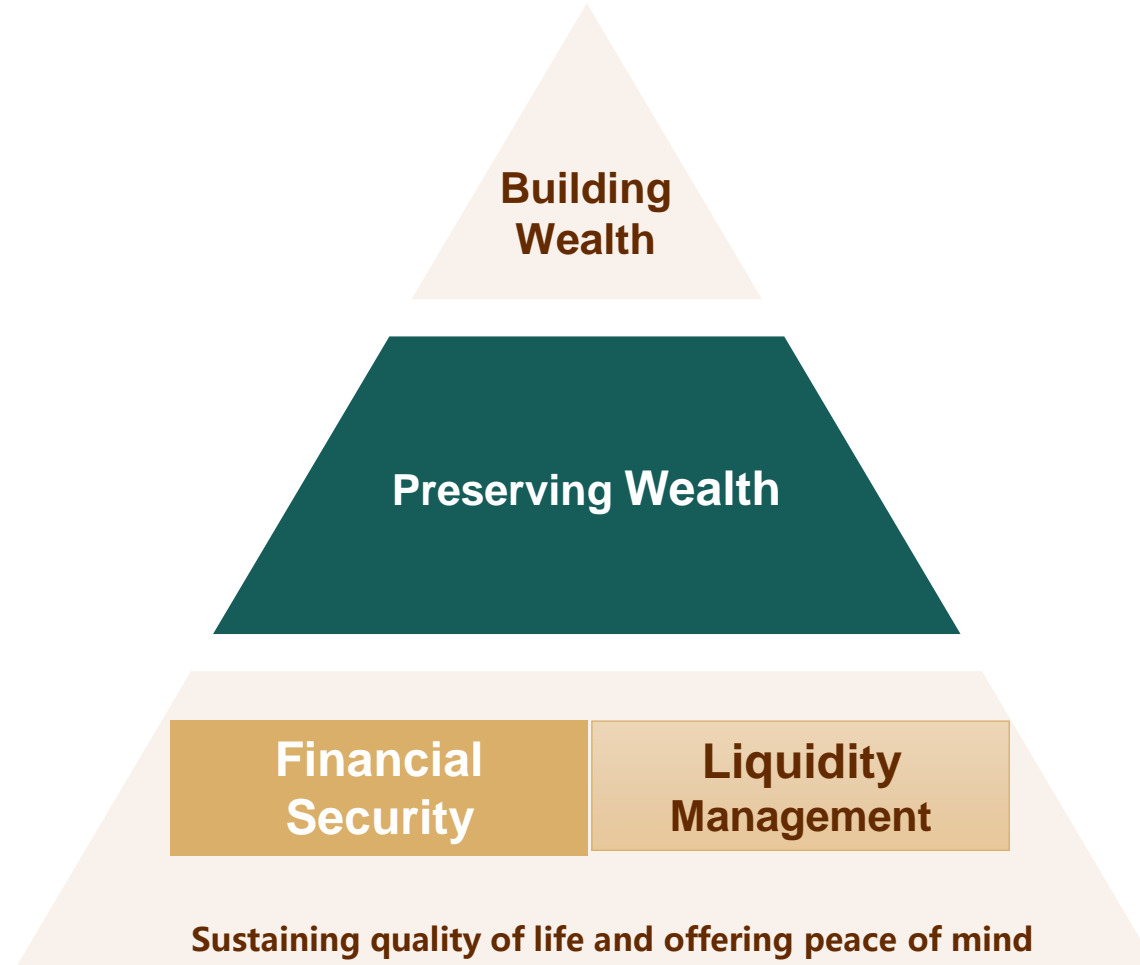 Building
Wealth
Preserving Wealth
Financial
Security
Liquidity
Management
Sustaining quality of life and offering peace of mind